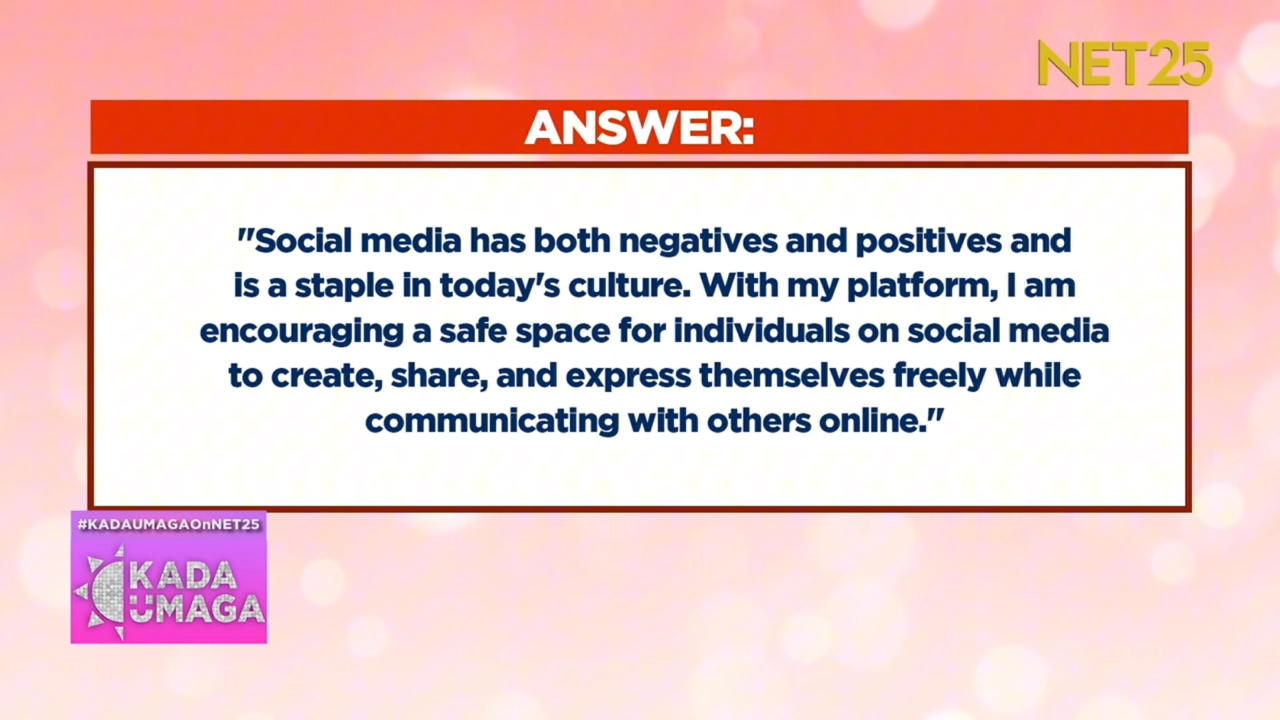 NET25
ANSWER:
"Social media has both negatives and positives and
is a staple in today's culture. With my platform, I am
encouraging a safe space for individuals on social media
to create, share, and express themselves freely while
communicating with others online."
#KADAUMAGAOnNET25
KADA
UMAGA